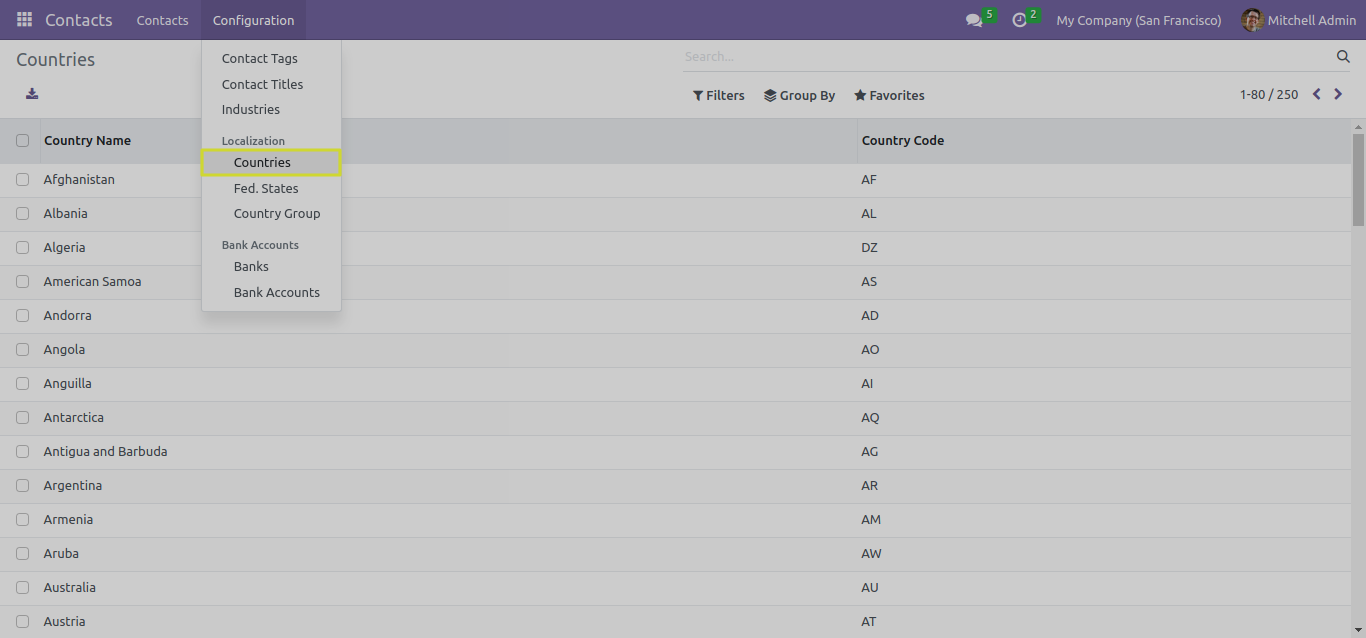 Contacts Contacts Configuration 5 2 My Company (San Francisco) Mitchell Admin
Countries
Search...
Filters Group By Favorites 1-80 / 250
Contact Tags
Contact Titles
Industries
Localization
Countries
Fed. States
Country Group
Bank Accounts
Banks
Bank Accounts
Country Name Country Code
Afghanistan AF
Albania AL
Algeria DZ
American Samoa AS
Andorra AD
Angola AO
Anguilla AI
Antarctica AQ
Antigua and Barbuda AG
Argentina AR
Armenia AM
Aruba AW
Australia AU
Austria AT